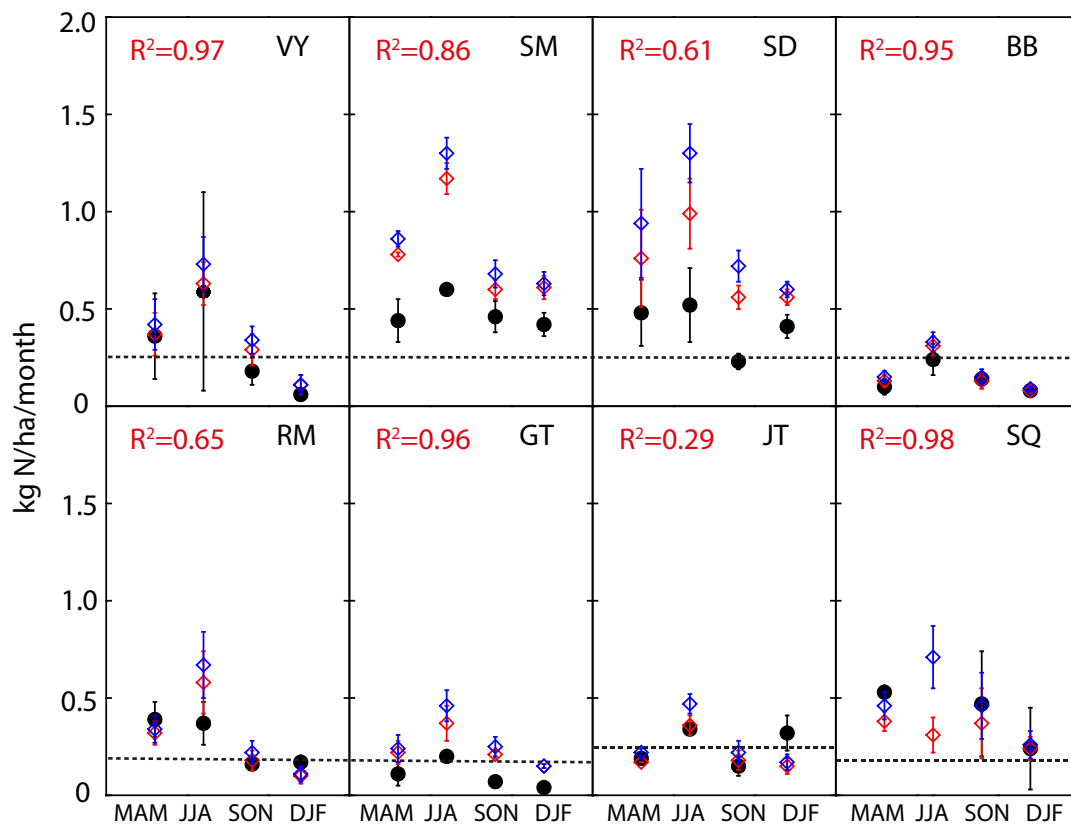 2.0
1.5
1.0
0.5
0
R²=0.97 VY
R²=0.86 SM
R²=0.61 SD
R²=0.95 BB
kg N/ha/month
1.5
1.0
0.5
0
R²=0.65 RM
R²=0.96 GT
R²=0.29 JT
R²=0.98 SQ
MAM JJA SON DJF
MAM JJA SON DJF
MAM JJA SON DJF
MAM JJA SON DJF